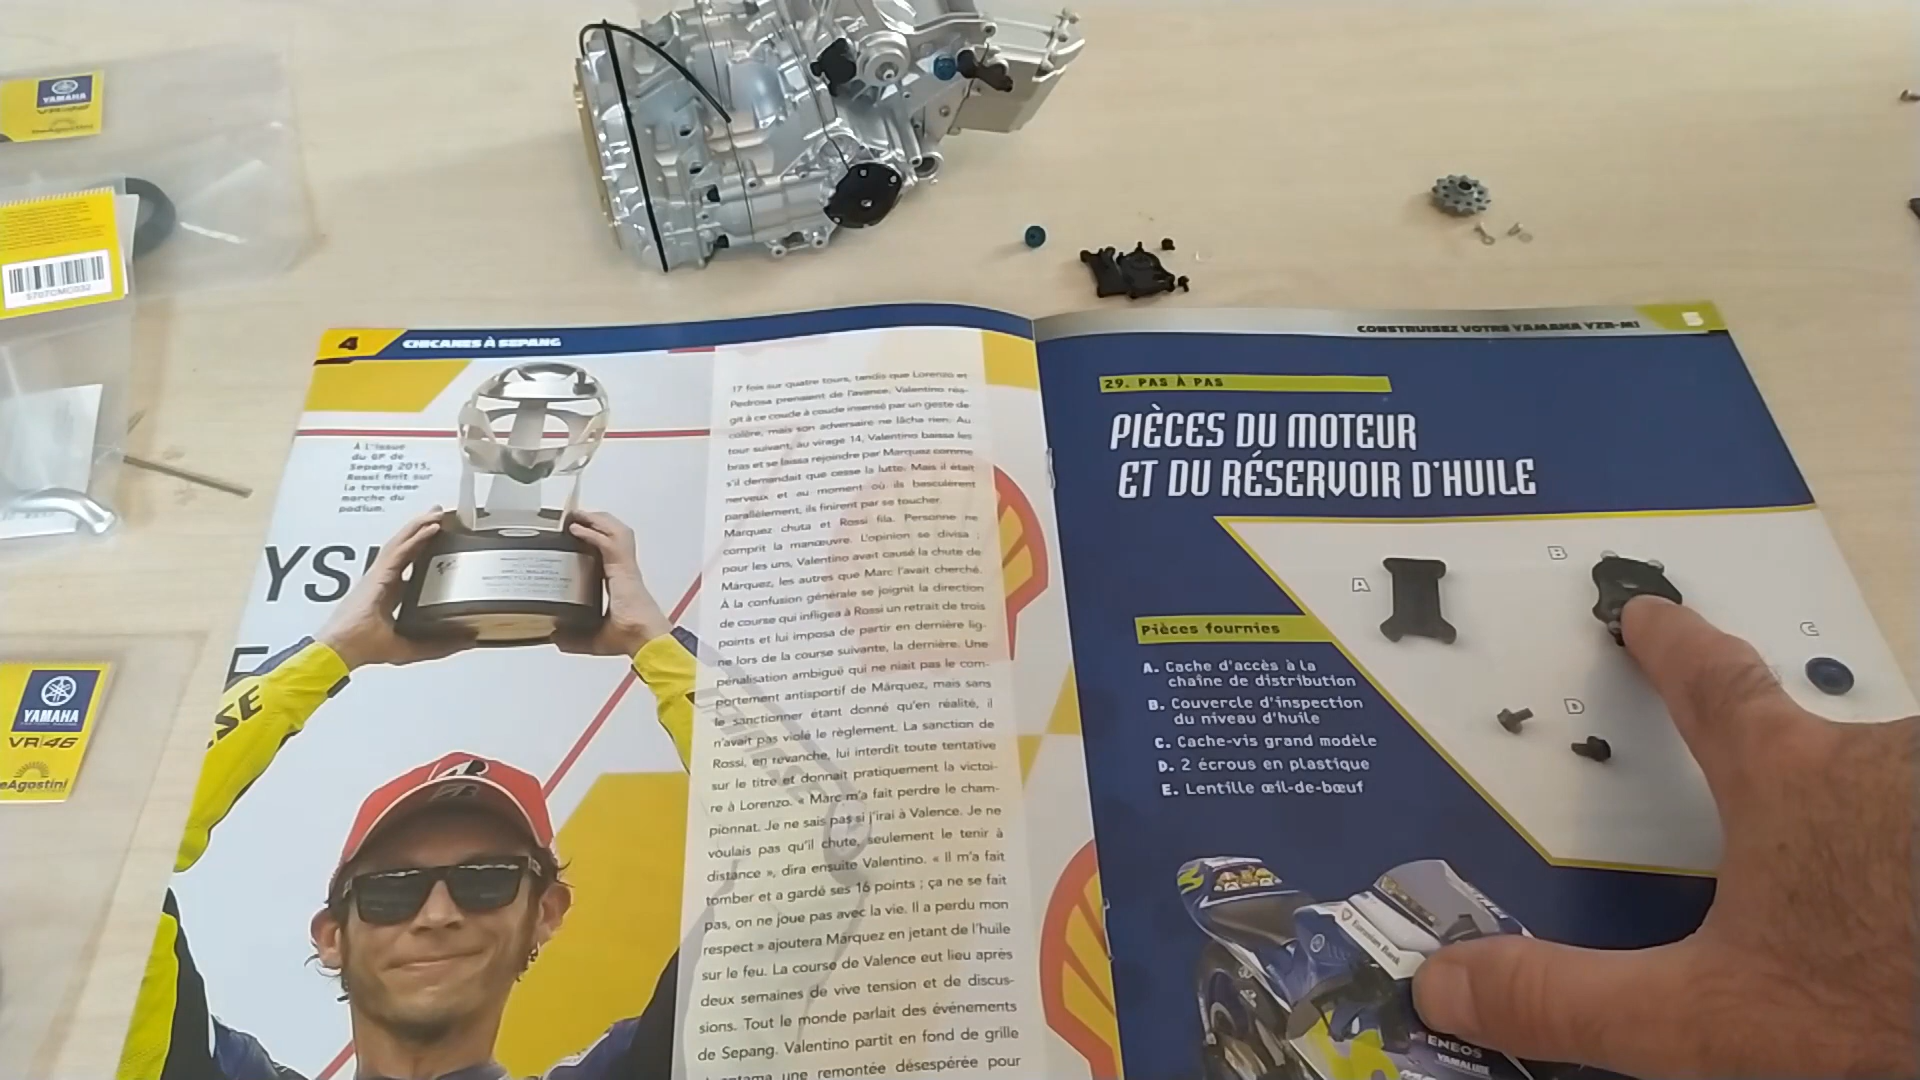 YAMAHA
YAMAHA
VR|46
DeAgostini
4
CHICANES À SEPANG
À l'issue
du GP de
Sepang 2015,
Rossi finit sur
la troisième
marche du
podium.
17 fois sur quatre tours, tandis que Lorenzo et
Pedrosa prenaient de l'avance. Valentino réa-
git à ce coude à coude insensé par un geste de
colère, mais son adversaire ne lâcha rien. Au
tour suivant, au virage 14, Valentino baissa les
bras et se laissa rejoindre par Marquez comme
s'il demandait que cesse la lutte. Mais il était
nerveux et au moment où ils basculèrent
parallèlement, ils finirent par se toucher.
Marquez chuta et Rossi fila. Personne ne
comprit la manœuvre. L'opinion se divisa :
pour les uns, Valentino avait causé la chute de
Márquez, les autres que Marc l'avait cherché.
À la confusion générale se joignit la direction
de course qui infligea à Rossi un retrait de trois
points et lui imposa de partir en dernière lig-
ne lors de la course suivante, la dernière. Une
pénalisation ambiguë qui ne niait pas le com-
portement antisportif de Márquez, mais sans
le sanctionner étant donné qu'en réalité, il
n'avait pas violé le règlement. La sanction de
Rossi, en revanche, lui interdit toute tentative
sur le titre et donnait pratiquement la victoi-
re à Lorenzo. « Marc m'a fait perdre le cham-
pionnat. Je ne sais pas si j'irai à Valence. Je ne
voulais pas qu'il chute, seulement le tenir à
distance », dira ensuite Valentino. « Il m'a fait
tomber et a gardé ses 16 points ; ça ne se fait
pas, on ne joue pas avec la vie. Il a perdu mon
respect » ajoutera Márquez en jetant de l'huile
sur le feu. La course de Valence eut lieu après
deux semaines de vive tension et de discus-
sions. Tout le monde parlait des événements
de Sepang. Valentino partit en fond de grille
une remontée désespérée pour
CONSTRUISEZ VOTRE YAMAHA YZR-M1
5
29. PAS À PAS
PIÈCES DU MOTEUR
ET DU RÉSERVOIR D'HUILE
A
B
C
D
Pièces fournies
A. Cache d'accès à la
chaîne de distribution
B. Couvercle d'inspection
du niveau d'huile
C. Cache-vis grand modèle
D. 2 écrous en plastique
E. Lentille œil-de-bœuf
Eurasian Bank
ENEOS
YAMALUBE